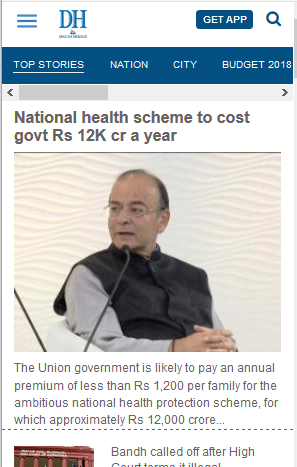 DH
DECCAN HERALD
GET APP
TOP STORIES NATION CITY BUDGET 2018
National health scheme to cost
govt Rs 12K cr a year
The Union government is likely to pay an annual
premium of less than Rs 1,200 per family for the
ambitious national health protection scheme, for
which approximately Rs 12,000 crore...
Bandh called off after High
Court terms it illegal